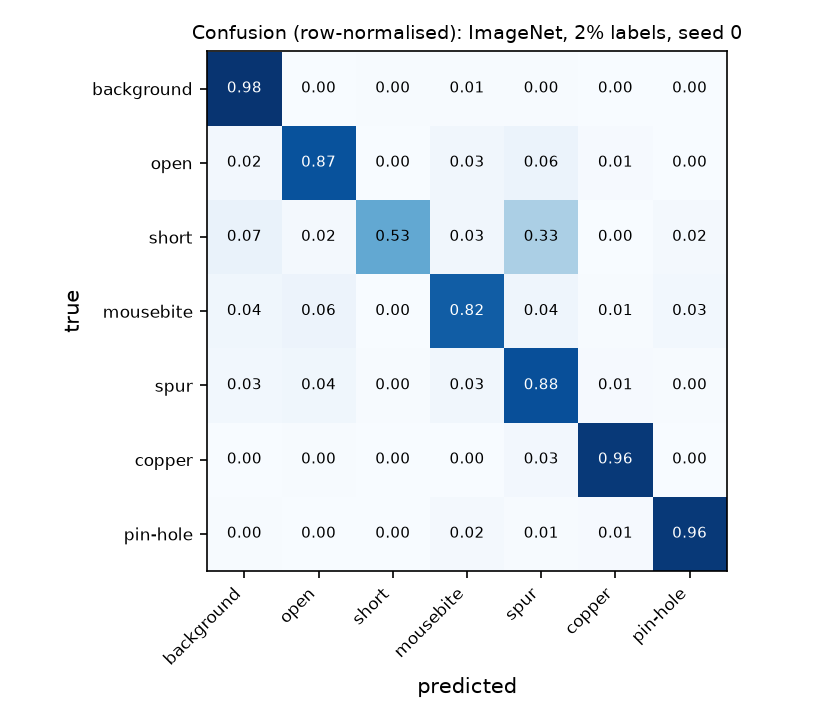 Confusion (row-normalised): ImageNet, 2% labels, seed 0
background 0.98 0.00 0.00 0.01 0.00 0.00 0.00
open 0.02 0.87 0.00 0.03 0.06 0.01 0.00
short 0.07 0.02 0.53 0.03 0.33 0.00 0.02
true
mousebite 0.04 0.06 0.00 0.82 0.04 0.01 0.03
spur 0.03 0.04 0.00 0.03 0.88 0.01 0.00
copper 0.00 0.00 0.00 0.00 0.03 0.96 0.00
pin-hole 0.00 0.00 0.00 0.02 0.01 0.01 0.96
background open short mousebite spur copper pin-hole
predicted